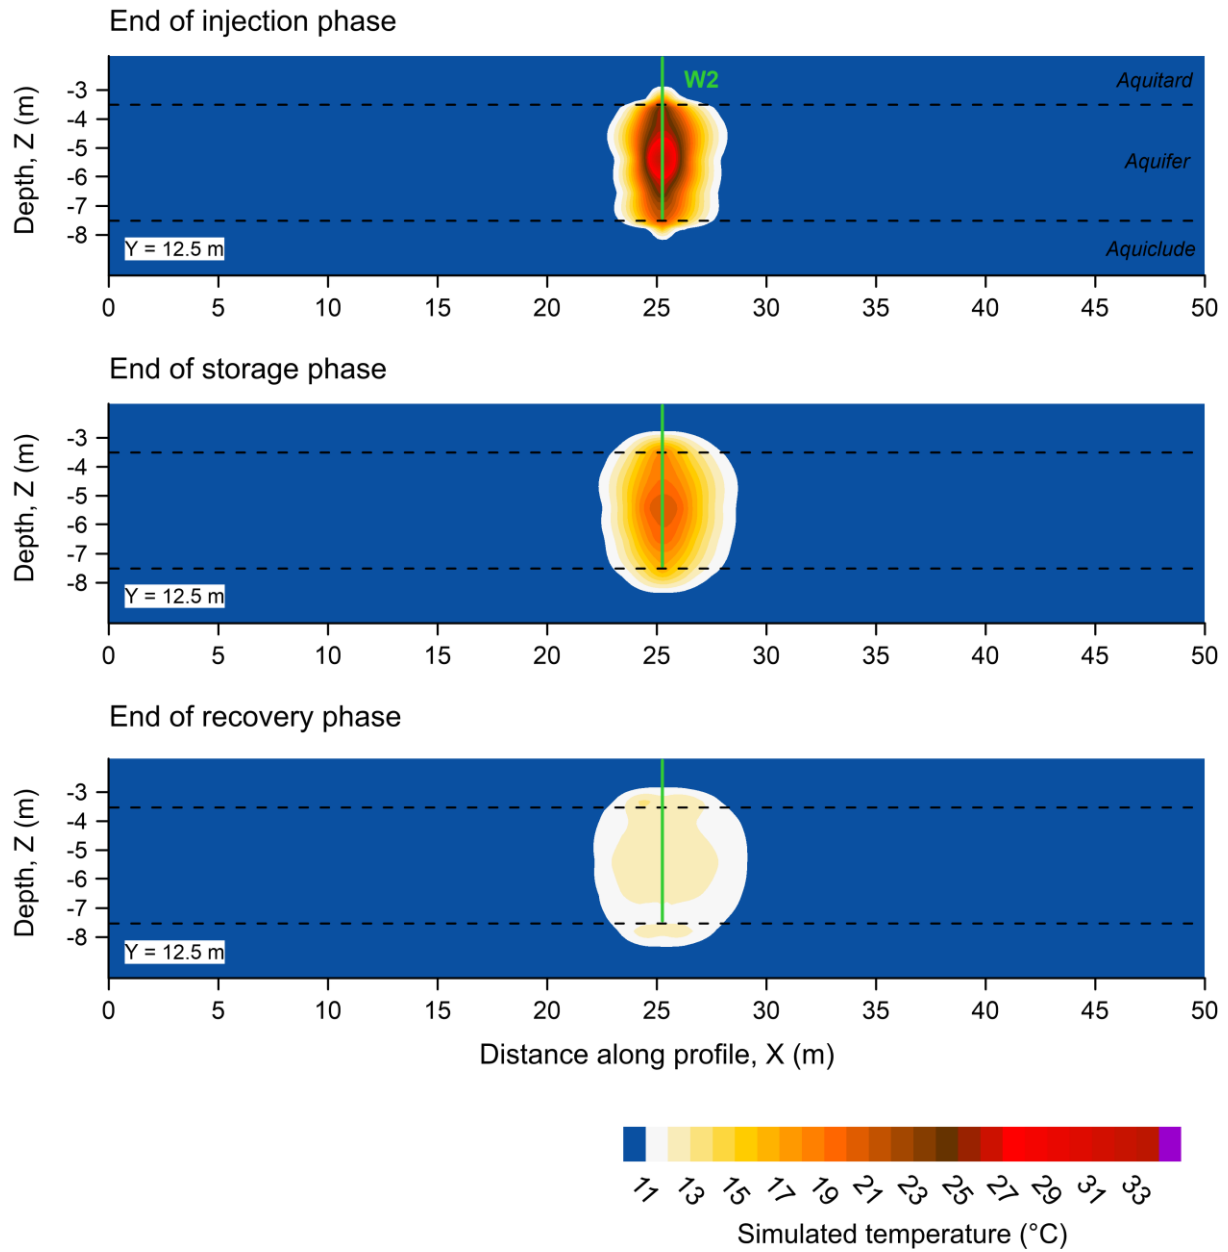 End of injection phase
W2
Aquitard
Aquifer
Aquiclude
Depth, Z (m)
-3
-4
-5
-6
-7
-8
Y = 12.5 m
0 5 10 15 20 25 30 35 40 45 50
End of storage phase
Depth, Z (m)
-3
-4
-5
-6
-7
-8
Y = 12.5 m
0 5 10 15 20 25 30 35 40 45 50
End of recovery phase
Depth, Z (m)
-3
-4
-5
-6
-7
-8
Y = 12.5 m
0 5 10 15 20 25 30 35 40 45 50
Distance along profile, X (m)
11 13 15 17 19 21 23 25 27 29 31 33
Simulated temperature (°C)